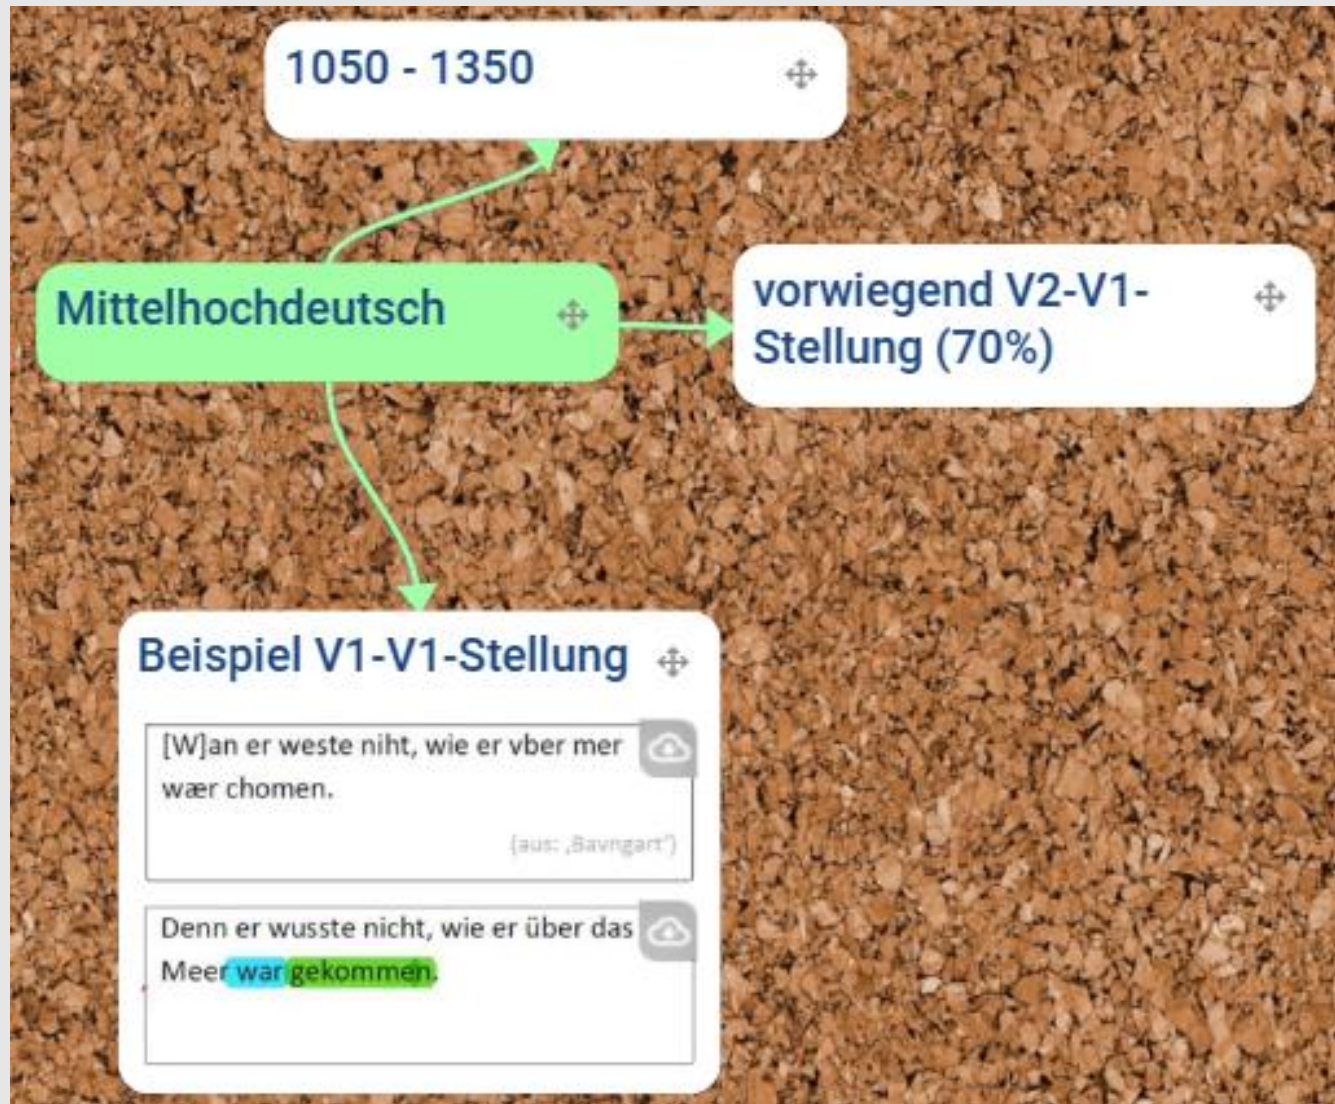 1050 - 1350
Mittelhochdeutsch
vorwiegend V2-V1-
Stellung (70%)
Beispiel V1-V1-Stellung
[W]an er weste niht, wie er vber mer
wær chomen.
(aus: ‚Bavngart‘)
Denn er wusste nicht, wie er über das
Meer war gekommen.